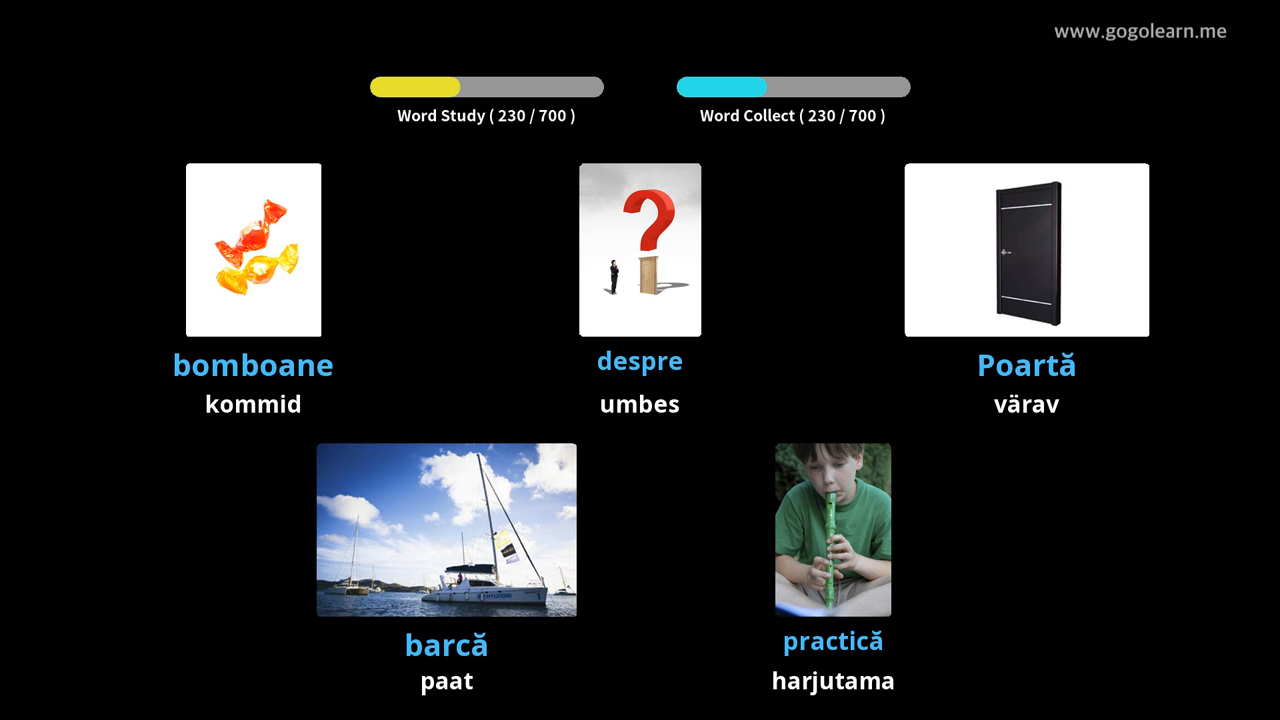 www.gogolearn.me
Word Study ( 230 / 700 )
Word Collect ( 230 / 700 )
bomboane
kommid
despre
umbes
Poartă
värav
barcă
paat
practică
harjutama